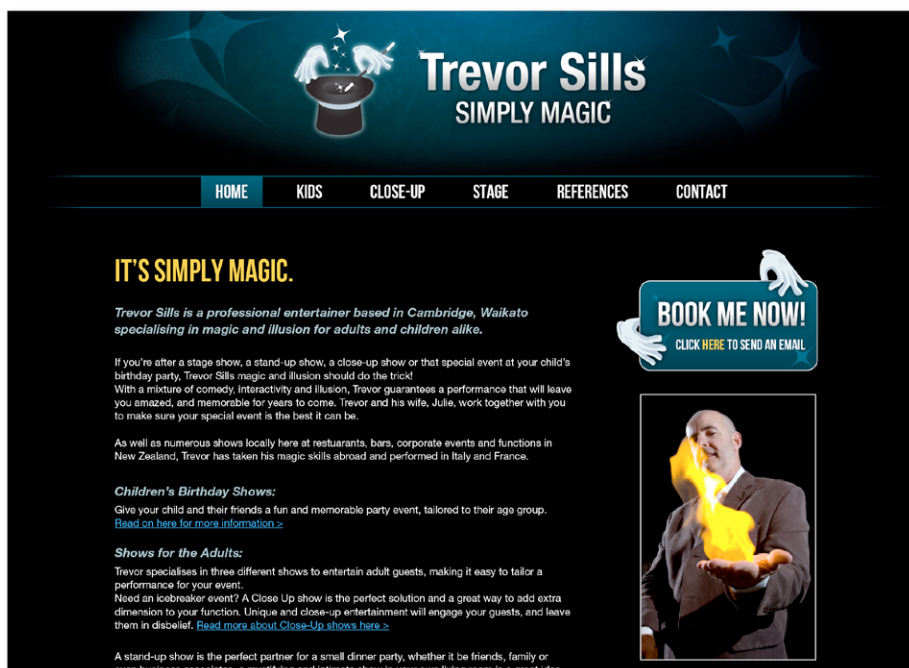 Trevor Sills
SIMPLY MAGIC
HOME KIDS CLOSE-UP STAGE REFERENCES CONTACT
IT'S SIMPLY MAGIC.
Trevor Sills is a professional entertainer based in Cambridge, Waikato
specialising in magic and illusion for adults and children alike.
If you're after a stage show, a stand-up show, a close-up show or that special event at your child's
birthday party, Trevor Sills magic and illusion should do the trick!
With a mixture of comedy, interactivity and illusion, Trevor guarantees a performance that will leave
you amazed, and memorable for years to come. Trevor and his wife, Julie, work together with you
to make sure your special event is the best it can be.
As well as numerous shows locally here at restuarants, bars, corporate events and functions in
New Zealand, Trevor has taken his magic skills abroad and performed in Italy and France.
Children's Birthday Shows:
Give your child and their friends a fun and memorable party event, tailored to their age group.
Read on here for more information >
Shows for the Adults:
Trevor specialises in three different shows to entertain adult guests, making it easy to tailor a
performance for your event.
Need an icebreaker event? A Close Up show is the perfect solution and a great way to add extra
dimension to your function. Unique and close-up entertainment will engage your guests, and leave
them in disbelief. Read more about Close-Up shows here >
A stand-up show is the perfect partner for a small dinner party, whether it be friends, family or
BOOK ME NOW!
CLICK HERE TO SEND AN EMAIL